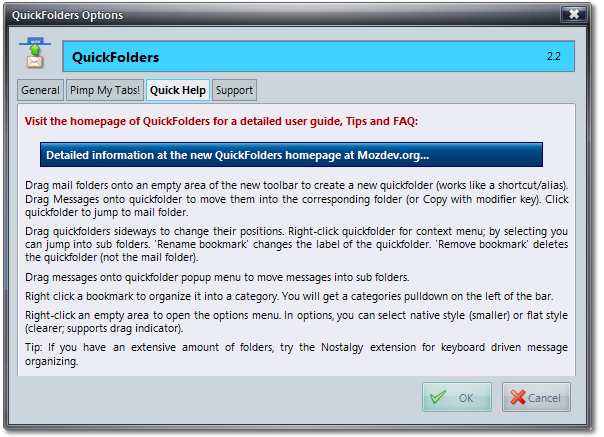 QuickFolders Options
QuickFolders 2.2
General Pimp My Tabs! Quick Help Support
Visit the homepage of QuickFolders for a detailed user guide, Tips and FAQ:
Detailed information at the new QuickFolders homepage at Mozdev.org...
Drag mail folders onto an empty area of the new toolbar to create a new quickfolder (works like a shortcut/alias).
Drag Messages onto quickfolder to move them into the corresponding folder (or Copy with modifier key). Click
quickfolder to jump to mail folder.
Drag quickfolders sideways to change their positions. Right-click quickfolder for context menu; by selecting you
can jump into sub folders. 'Rename bookmark' changes the label of the quickfolder. 'Remove bookmark' deletes
the quickfolder (not the mail folder).
Drag messages onto quickfolder popup menu to move messages into sub folders.
Right click a bookmark to organize it into a category. You will get a categories pulldown on the left of the bar.
Right-click an empty area to open the options menu. In options, you can select native style (smaller) or flat style
(clearer; supports drag indicator).
Tip: If you have an extensive amount of folders, try the Nostalgy extension for keyboard driven message
organizing.
OK Cancel